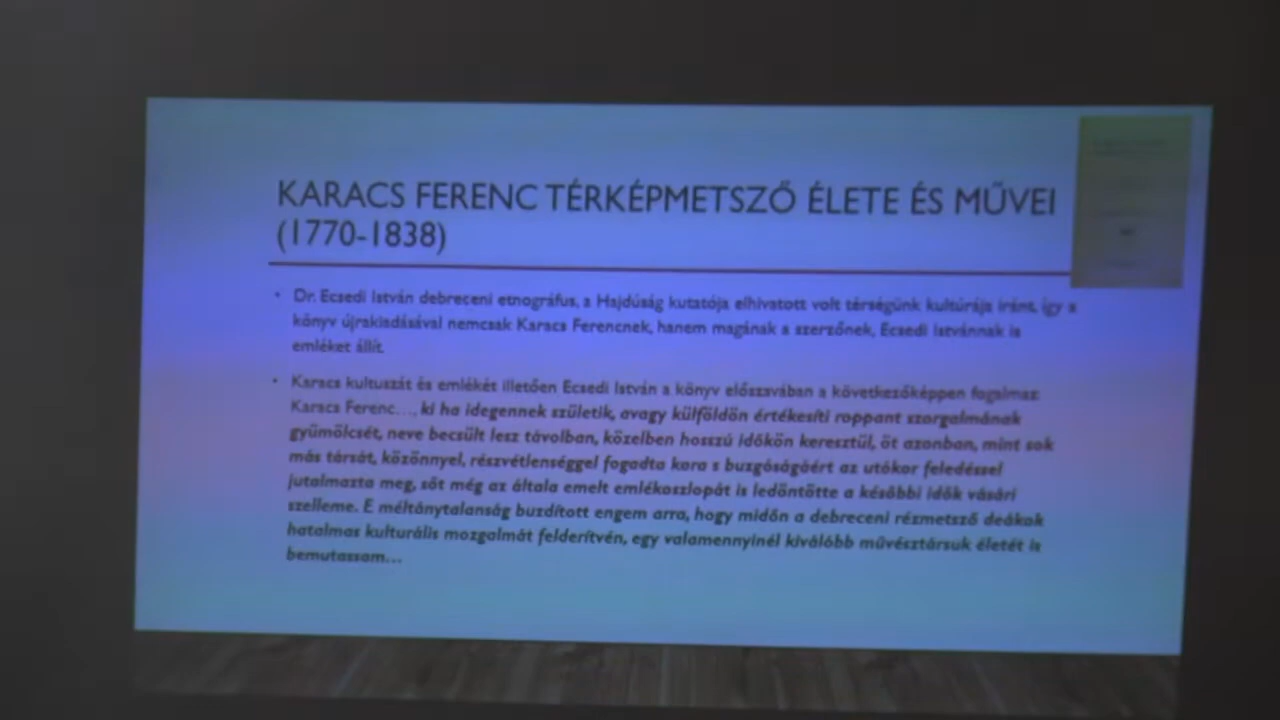 KARACS FERENC TÉRKÉPMETSZŐ ÉLETE ÉS MŰVEI
(1770-1838)
• Dr. Ecsedi István debreceni etnográfus, a Hajdúság kutatója elhivatott volt térségünk kultúrája iránt, így a
könyv újrakiadásával nemcsak Karacs Ferencnek, hanem magának a szerzőnek, Ecsedi Istvánnak is
emléket állít.
• Karacs kultuszát és emlékét illetően Ecsedi István a könyv előszavában a következőképpen fogalmaz:
Karacs Ferenc…, ki ha idegennek születik, avagy külföldön értékesíti roppant szorgalmának
gyümölcsét, neve becsült lesz távolban, közelben hosszú időkön keresztül, őt azonban, mint sok
más társát, közönnyel, részvétlenséggel fogadta kora s buzgóságáért az utókor feledéssel
jutalmazta meg, sőt még az általa emelt emlékoszlopát is ledöntötte a későbbi idők vásári
szelleme. E méltánytalanság buzdított engem arra, hogy midőn a debreceni rézmetsző deákok
hatalmas kulturális mozgalmát felderítvén, egy valamennyinél kiválóbb művésztársuk életét is
bemutassam…